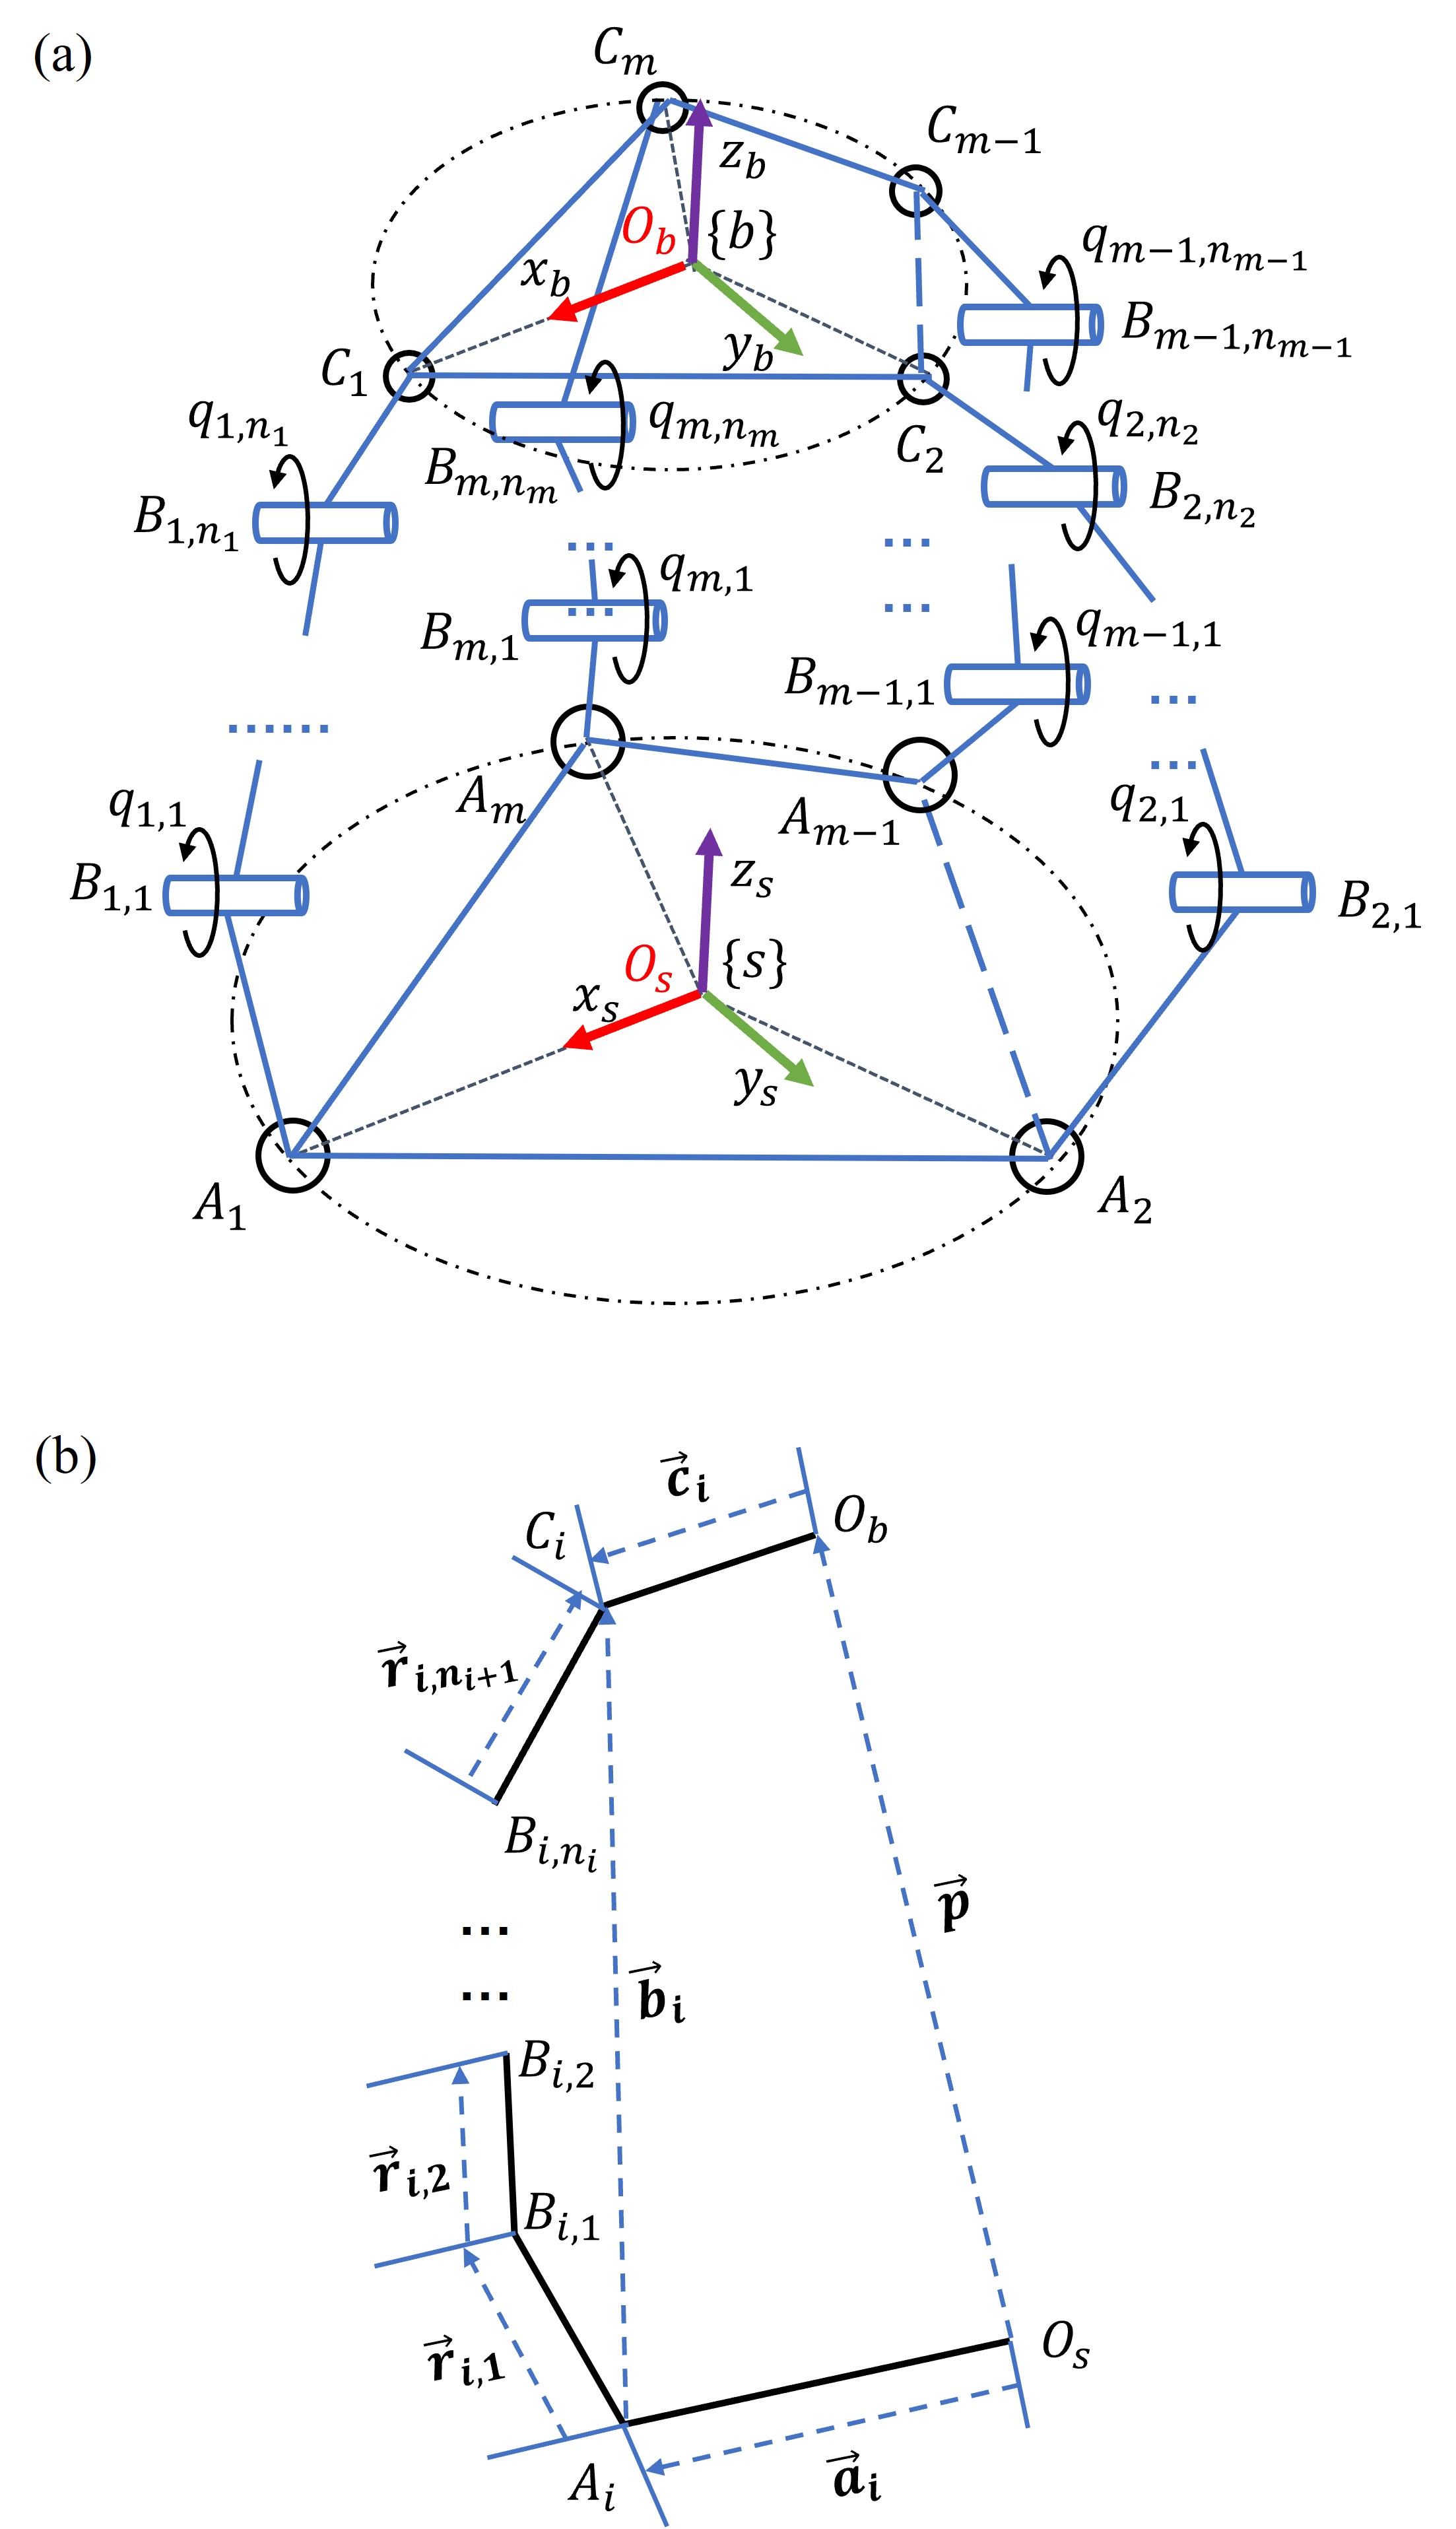 (a)
C_m
C_{m−1}
z_b
O_b {b}
q_{m−1,n_{m−1}}
x_b
B_{m−1,n_{m−1}}
y_b
C_1
q_{1,n_1}
q_{m,n_m}
q_{2,n_2}
C_2
B_{m,n_m}
B_{2,n_2}
B_{1,n_1}
...
...
q_{m,1}
...
...
B_{m,1}
q_{m−1,1}
B_{m−1,1}
...
......
...
A_m
q_{1,1}
q_{2,1}
A_{m−1}
B_{1,1}
z_s
B_{2,1}
O_s {s}
x_s
y_s
A_1
A_2
(b)
\vec{c}_i
C_i
O_b
\vec{r}_{i,n_i+1}
B_{i,n_i}
\vec{p}
...
...
\vec{b}_i
B_{i,2}
\vec{r}_{i,2}
B_{i,1}
O_s
\vec{r}_{i,1}
A_i
\vec{a}_i